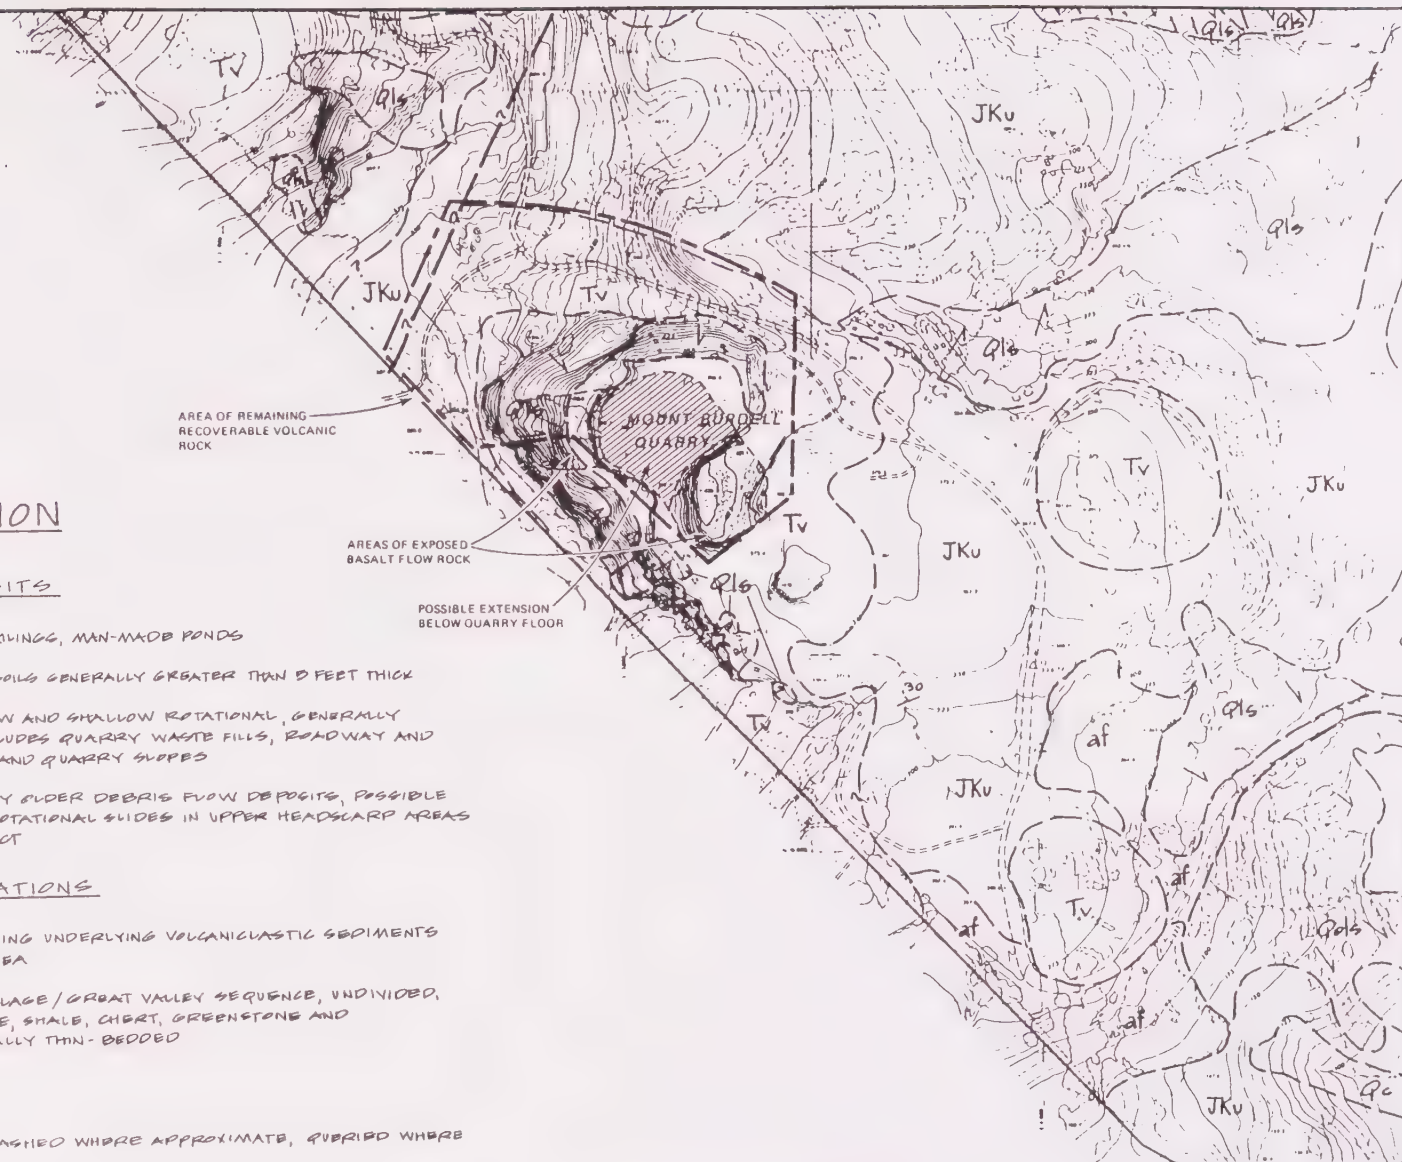 Qls
Qls
Tv
Qls
JKu
Qls
JKu
Tv
Qls
AREA OF REMAINING
RECOVERABLE VOLCANIC
ROCK
MOUNT BURDELL
QUARRY
Tv
JKu
ION
Tv
AREAS OF EXPOSED
BASALT FLOW ROCK
JKu
ITS
Qls
POSSIBLE EXTENSION
BELOW QUARRY FLOOR
ILINGS, MAN-MADE PONDS
SOILS GENERALLY GREATER THAN 5 FEET THICK
30
Qls
W AND SHALLOW ROTATIONAL, GENERALLY
LUDES QUARRY WASTE FILLS, ROADWAY AND
AND QUARRY SLOPES
Tv
af
Y OLDER DEBRIS FLOW DEPOSITS, POSSIBLE
ROTATIONAL SLIDES IN UPPER HEADSCARP AREAS
CT
JKu
ATIONS
af
Tv
ING UNDERLYING VOLCANICLASTIC SEDIMENTS
EA
af
Qols
LAGE/GREAT VALLEY SEQUENCE, UNDIVIDED,
E, SHALE, CHERT, GREENSTONE AND
ALLY THIN-BEDDED
af
Qc
JKu
ASHED WHERE APPROXIMATE, QUERIED WHERE